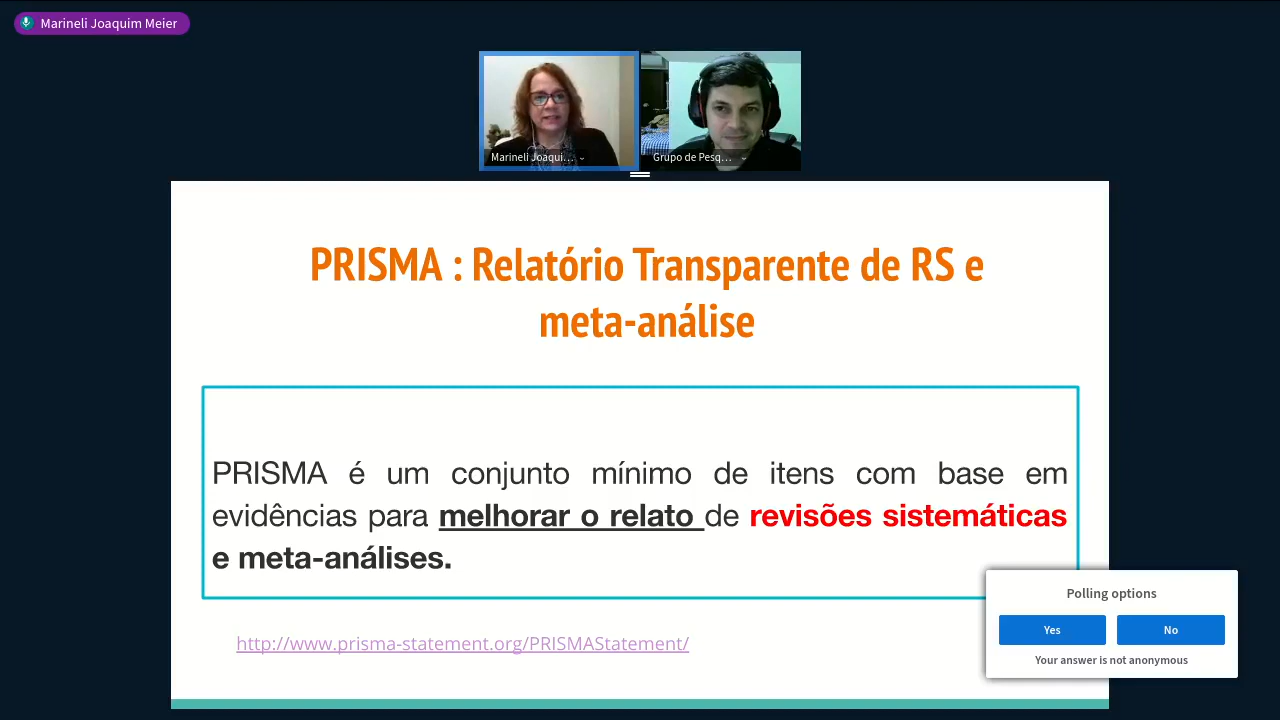 Marineli Joaquim Meier
Marineli Joaqui...
Grupo de Pesq...
PRISMA : Relatório Transparente de RS e
meta-análise
PRISMA é um conjunto mínimo de itens com base em
evidências para melhorar o relato de revisões sistemáticas
e meta-análises.
http://www.prisma-statement.org/PRISMAStatement/
Polling options
Yes
No
Your answer is not anonymous